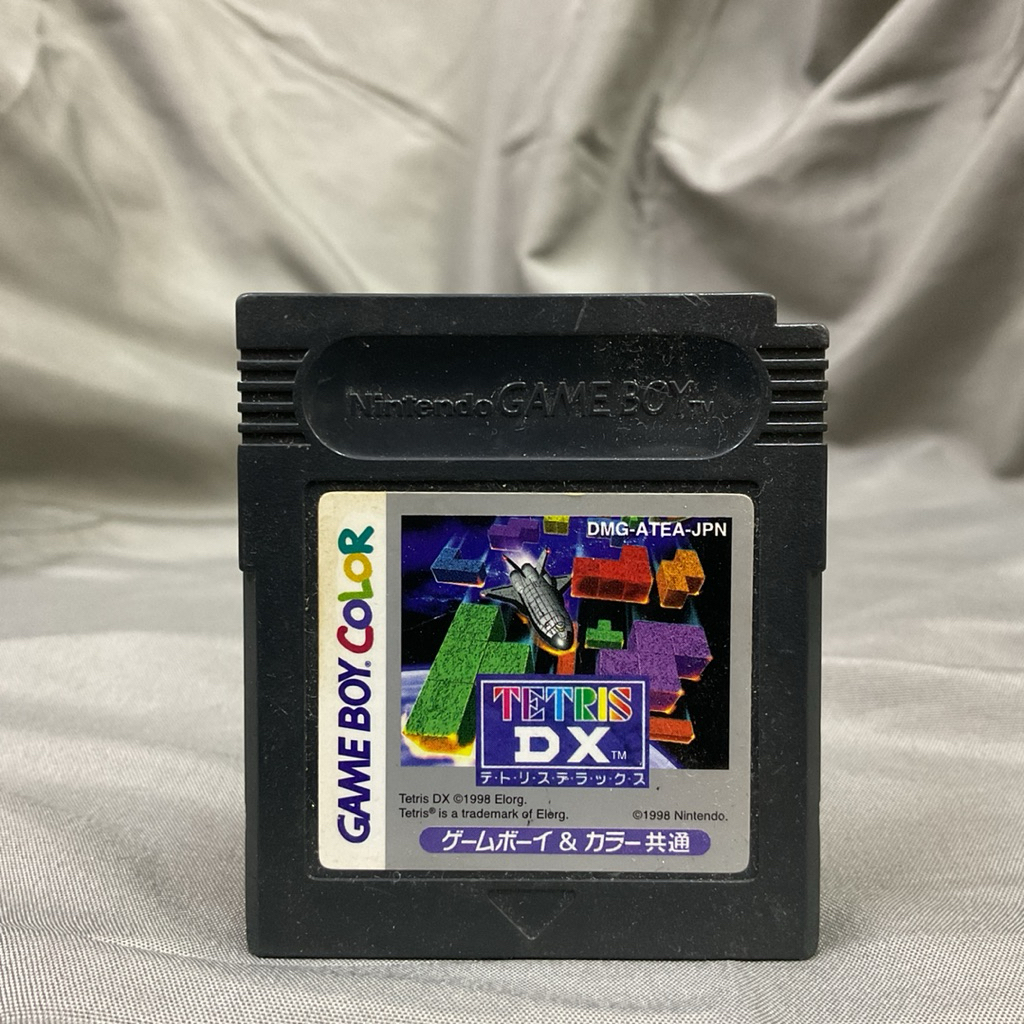 Nintendo GAME BOY TM
GAME BOY® COLOR
DMG-ATEA-JPN
TETRIS
DX™
テ・ト・リ・ス・デ・ラ・ッ・ク・ス
Tetris DX ©1998 Elorg.
Tetris® is a trademark of Elorg.
©1998 Nintendo.
ゲームボーイ & カラー共通